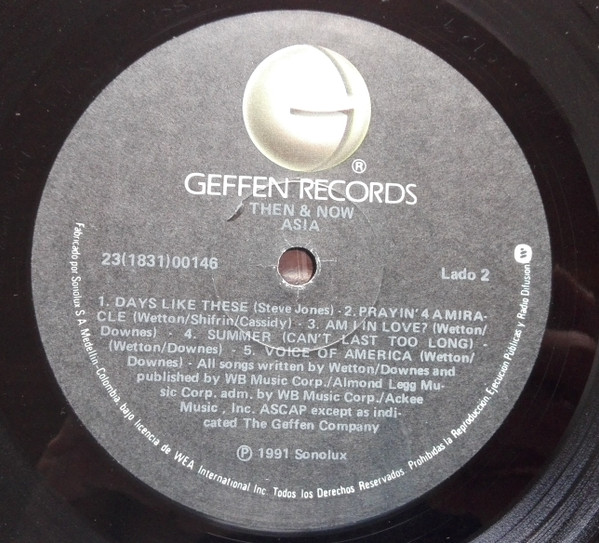 ®
GEFFEN RECORDS
THEN & NOW
ASIA
23(1831)00146
Lado 2
1. DAYS LIKE THESE (Steve Jones) · 2. PRAYIN' 4 A MIRA-
CLE (Wetton/Shifrin/Cassidy) · 3. AM I IN LOVE? (Wetton/
Downes) · 4. SUMMER (CAN'T LAST TOO LONG) ·
(Wetton/Downes) · 5. VOICE OF AMERICA (Wetton/
Downes) · All songs written by Wetton/Downes and
published by WB Music Corp./Almond Legg Mu-
sic Corp. adm. by WB Music Corp./Ackee
Music , Inc. ASCAP except as indi-
cated The Geffen Company
Ⓟ 1991 Sonolux
Fabricado por Sonolux S A Medellin-Colombia, bajo licencia de WEA International Inc Todos los Derechos Reservados Prohibidas la Reproducción Ejecución Públicas y Radio Difusion